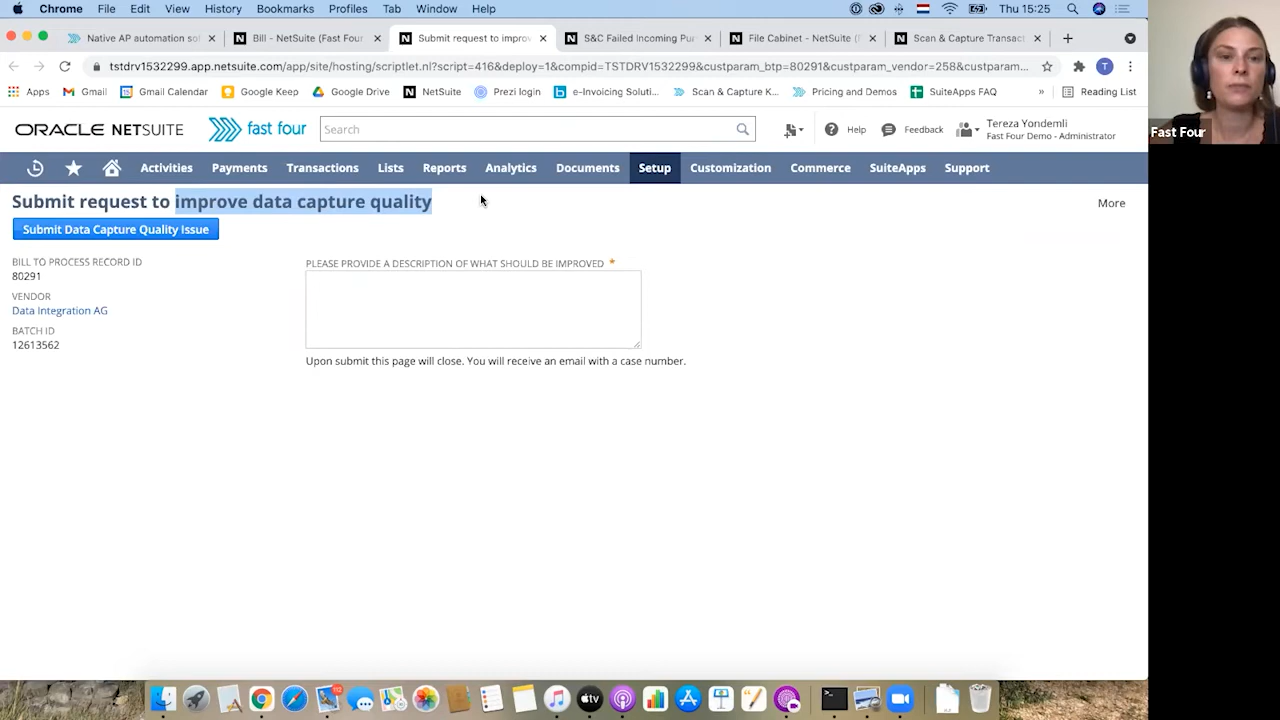 Chrome File Edit View History Bookmarks Profiles Tab Window Help Thu 15:25
Native AP automation sol
Bill - NetSuite (Fast Four
Submit request to improv
S&C Failed Incoming Pur
File Cabinet - NetSuite (F
Scan & Capture Transact
tstdrv1532299.app.netsuite.com/app/site/hosting/scriptlet.nl?script=416&deploy=1&compid=TSTDRV1532299&custparam_btp=80291&custparam_vendor=258&custparam...
T
Apps Gmail Google Calendar Google Keep Google Drive NetSuite Prezi login e-Invoicing Soluti... Scan & Capture K... Pricing and Demos SuiteApps FAQ » Reading List
ORACLE NETSUITE fast four Search Help Feedback Tereza Yondemli
Fast Four Demo - Administrator
Fast Four
Activities Payments Transactions Lists Reports Analytics Documents Setup Customization Commerce SuiteApps Support
Submit request to improve data capture quality
More
Submit Data Capture Quality Issue
BILL TO PROCESS RECORD ID
80291
VENDOR
Data Integration AG
BATCH ID
12613562
PLEASE PROVIDE A DESCRIPTION OF WHAT SHOULD BE IMPROVED *
Upon submit this page will close. You will receive an email with a case number.